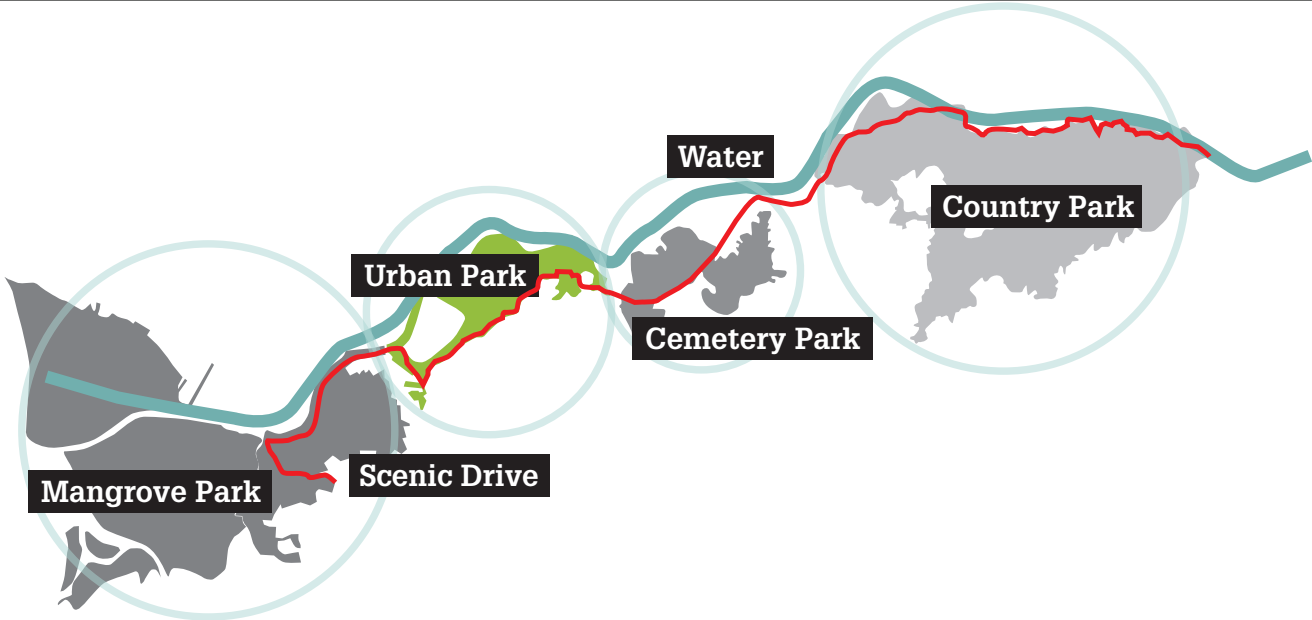 Water
Country Park
Urban Park
Cemetery Park
Scenic Drive
Mangrove Park